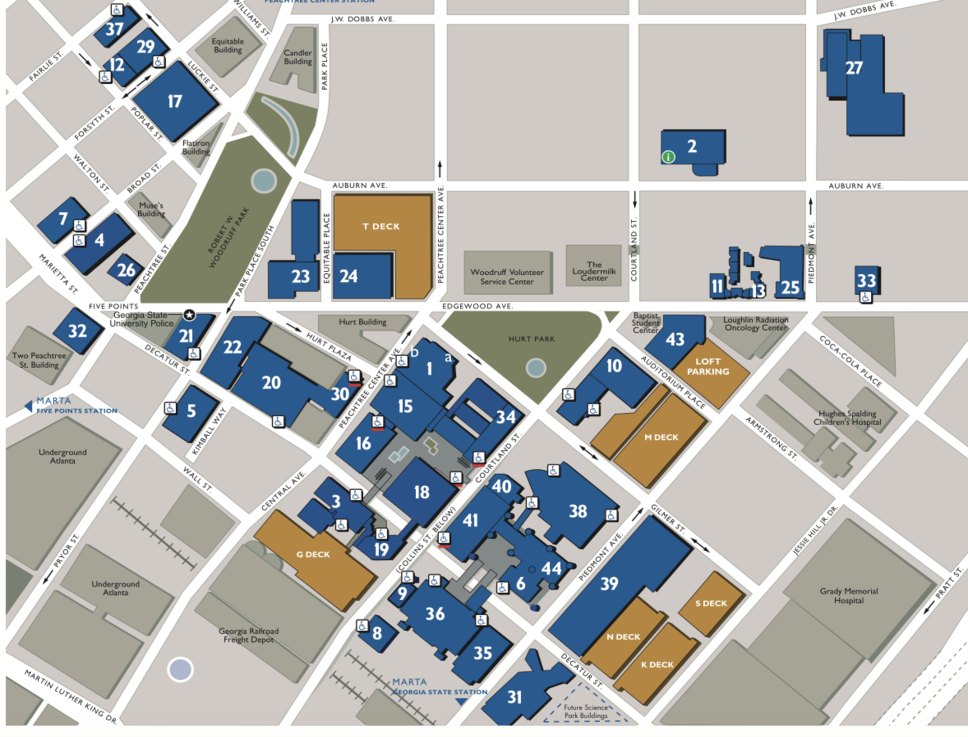 PEACHTREE CENTER STATION
WILLIAMS ST.
J.W. DOBBS AVE.
J.W. DOBBS AVE.
37
29
12
Equitable
Building
Candler
Building
PARK PLACE
27
FAIRLIE ST.
LUCKIE ST.
17
FORSYTH ST.
POPLAR ST.
Flatiron
Building
2
i
WALTON ST.
BROAD ST.
AUBURN AVE.
AUBURN AVE.
7
4
26
Muse's
Building
PEACHTREE ST.
ROBERT W.
WOODRUFF PARK
PARK PLACE SOUTH
23
EQUITABLE PLACE
T DECK
24
PEACHTREE CENTER AVE.
Woodruff Volunteer
Service Center
The
Loudermilk
Center
COURTLAND ST.
11
13
25
PIEDMONT AVE.
33
MARIETTA ST.
FIVE POINTS
EDGEWOOD AVE.
Georgia State
University Police
32
21
22
Two Peachtree
St. Building
DECATUR ST.
HURT PLAZA
Hurt Building
20
30
PEACHTREE CENTER AVE.
b
a
1
HURT PARK
Baptist
Student
Center
43
Loughlin Radiation
Oncology Center
LOFT
PARKING
COCA-COLA PLACE
10
AUDITORIUM PLACE
MARTA
FIVE POINTS STATION
5
KIMBALL WAY
15
16
34
M DECK
ARMSTRONG ST.
Hughes Spalding
Children's Hospital
Underground
Atlanta
WALL ST.
CENTRAL AVE.
COURTLAND ST.
18
3
19
40
41
38
COLLINS ST. (BELOW)
GILMER ST.
JESSIE HILL JR. DR.
PRYOR ST.
G DECK
6
44
PIEDMONT AVE.
39
PRATT ST.
Underground
Atlanta
Georgia Railroad
Freight Depot
9
36
8
35
S DECK
N DECK
K DECK
Grady Memorial
Hospital
MARTIN LUTHER KING DR.
MARTA
GEORGIA STATE STATION
31
DECATUR ST.
Future Science
Park Buildings